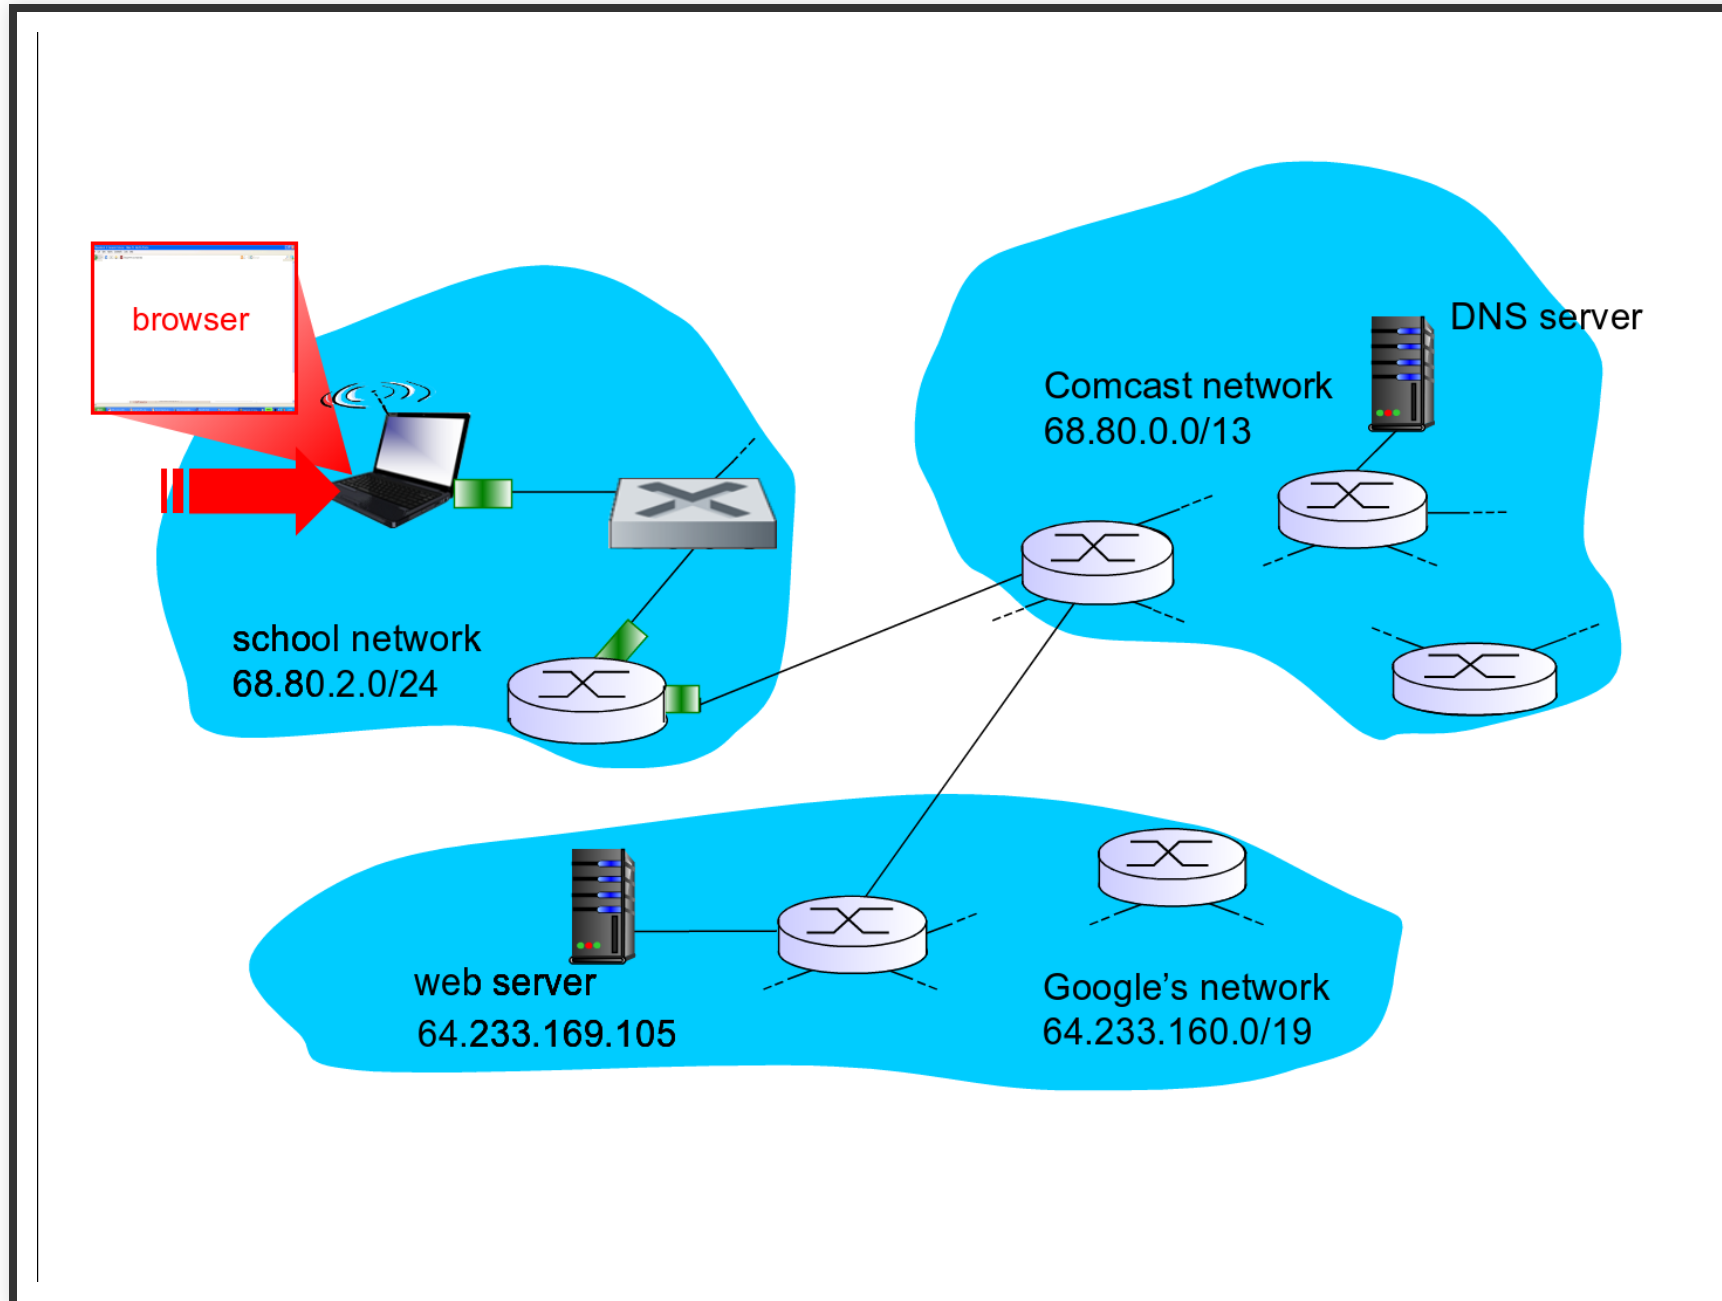 browser
DNS server
Comcast network
68.80.0.0/13
school network
68.80.2.0/24
web server
64.233.169.105
Google’s network
64.233.160.0/19